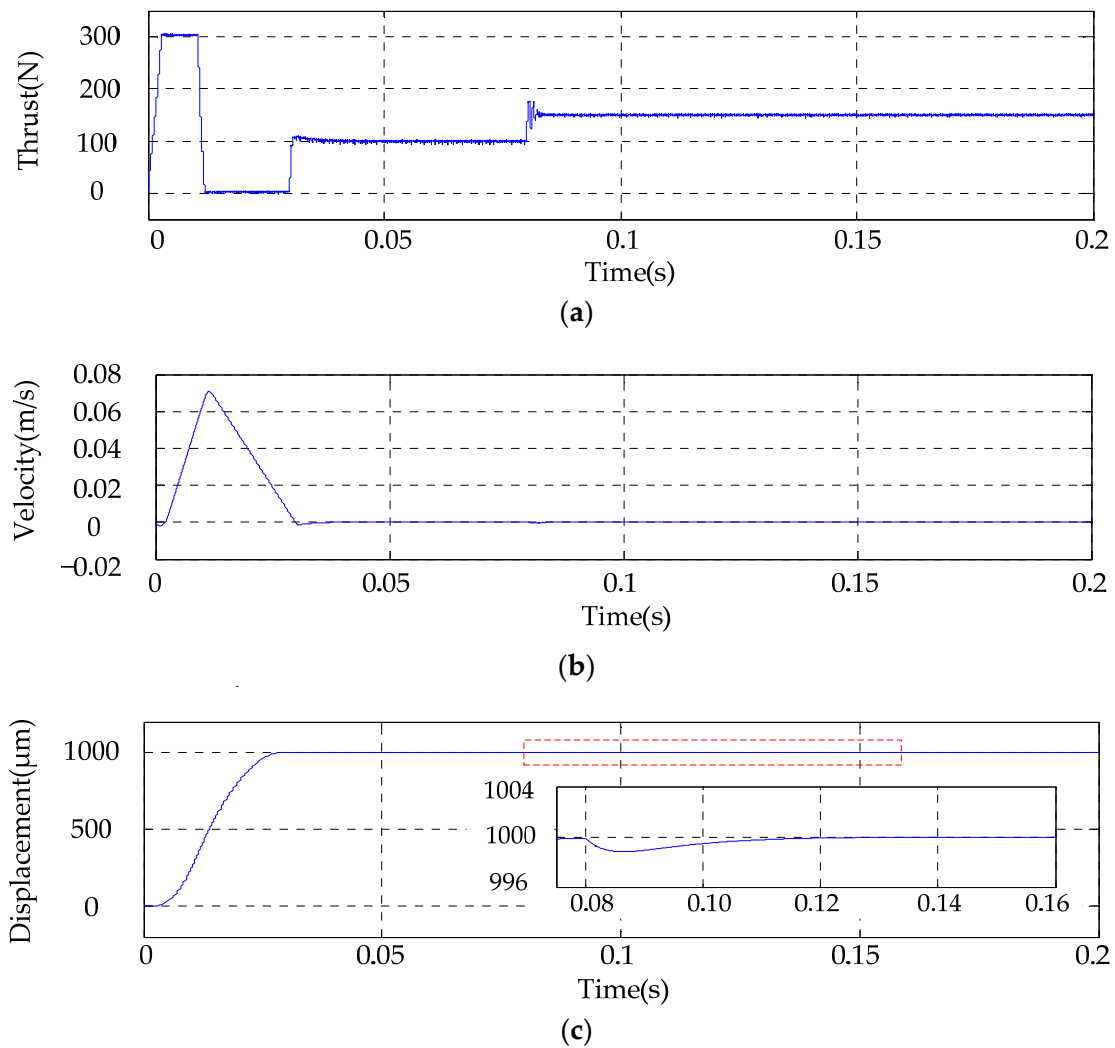 Thrust(N)
300
200
100
0
0 0.05 0.1 0.15 0.2
Time(s)
(a)
Velocity(m/s)
0.08
0.06
0.04
0.02
0
−0.02
0 0.05 0.1 0.15 0.2
Time(s)
(b)
Displacement(μm)
1000
500
0
1004
1000
996
0.08 0.10 0.12 0.14 0.16
0 0.05 0.1 0.15 0.2
Time(s)
(c)